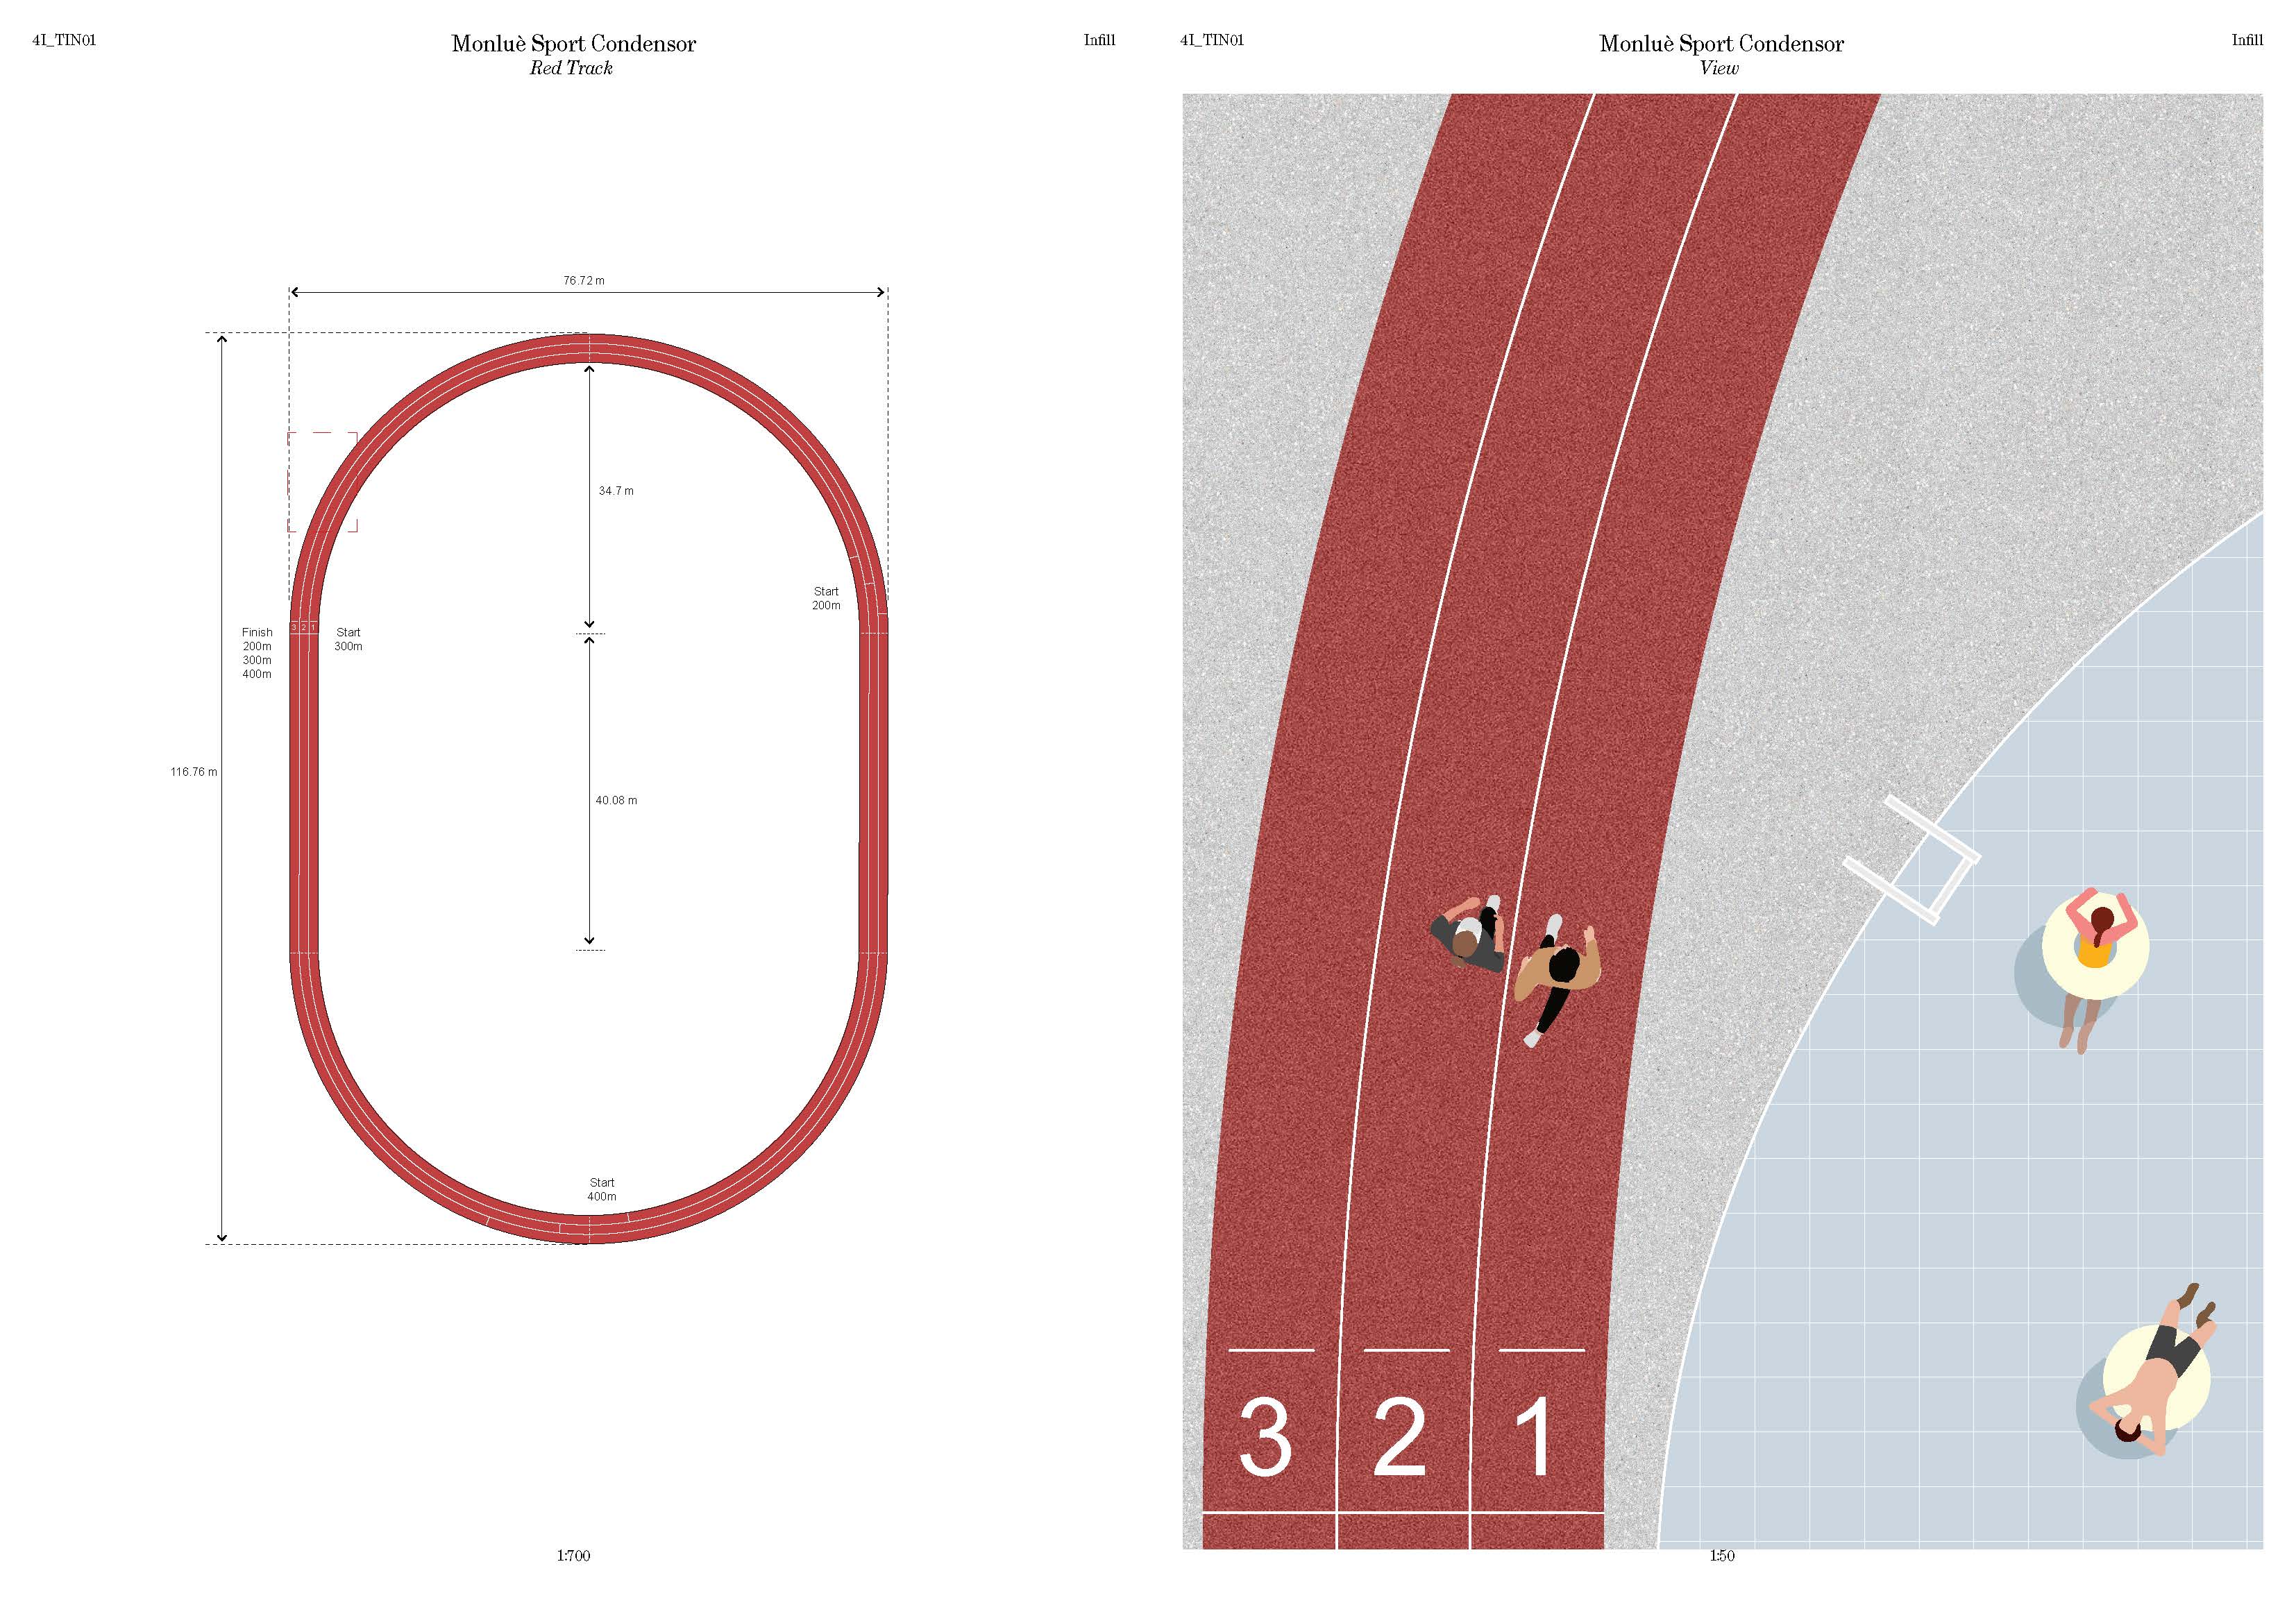 4I_TIN01
Monluè Sport Condensor
Infill
Red Track
76.72 m
34.7 m
Start
200m
3 2 1
Finish
200m
300m
400m
Start
300m
116.76 m
40.08 m
Start
400m
1:700
4I_TIN01
Monluè Sport Condensor
Infill
View
3 2 1
1:50